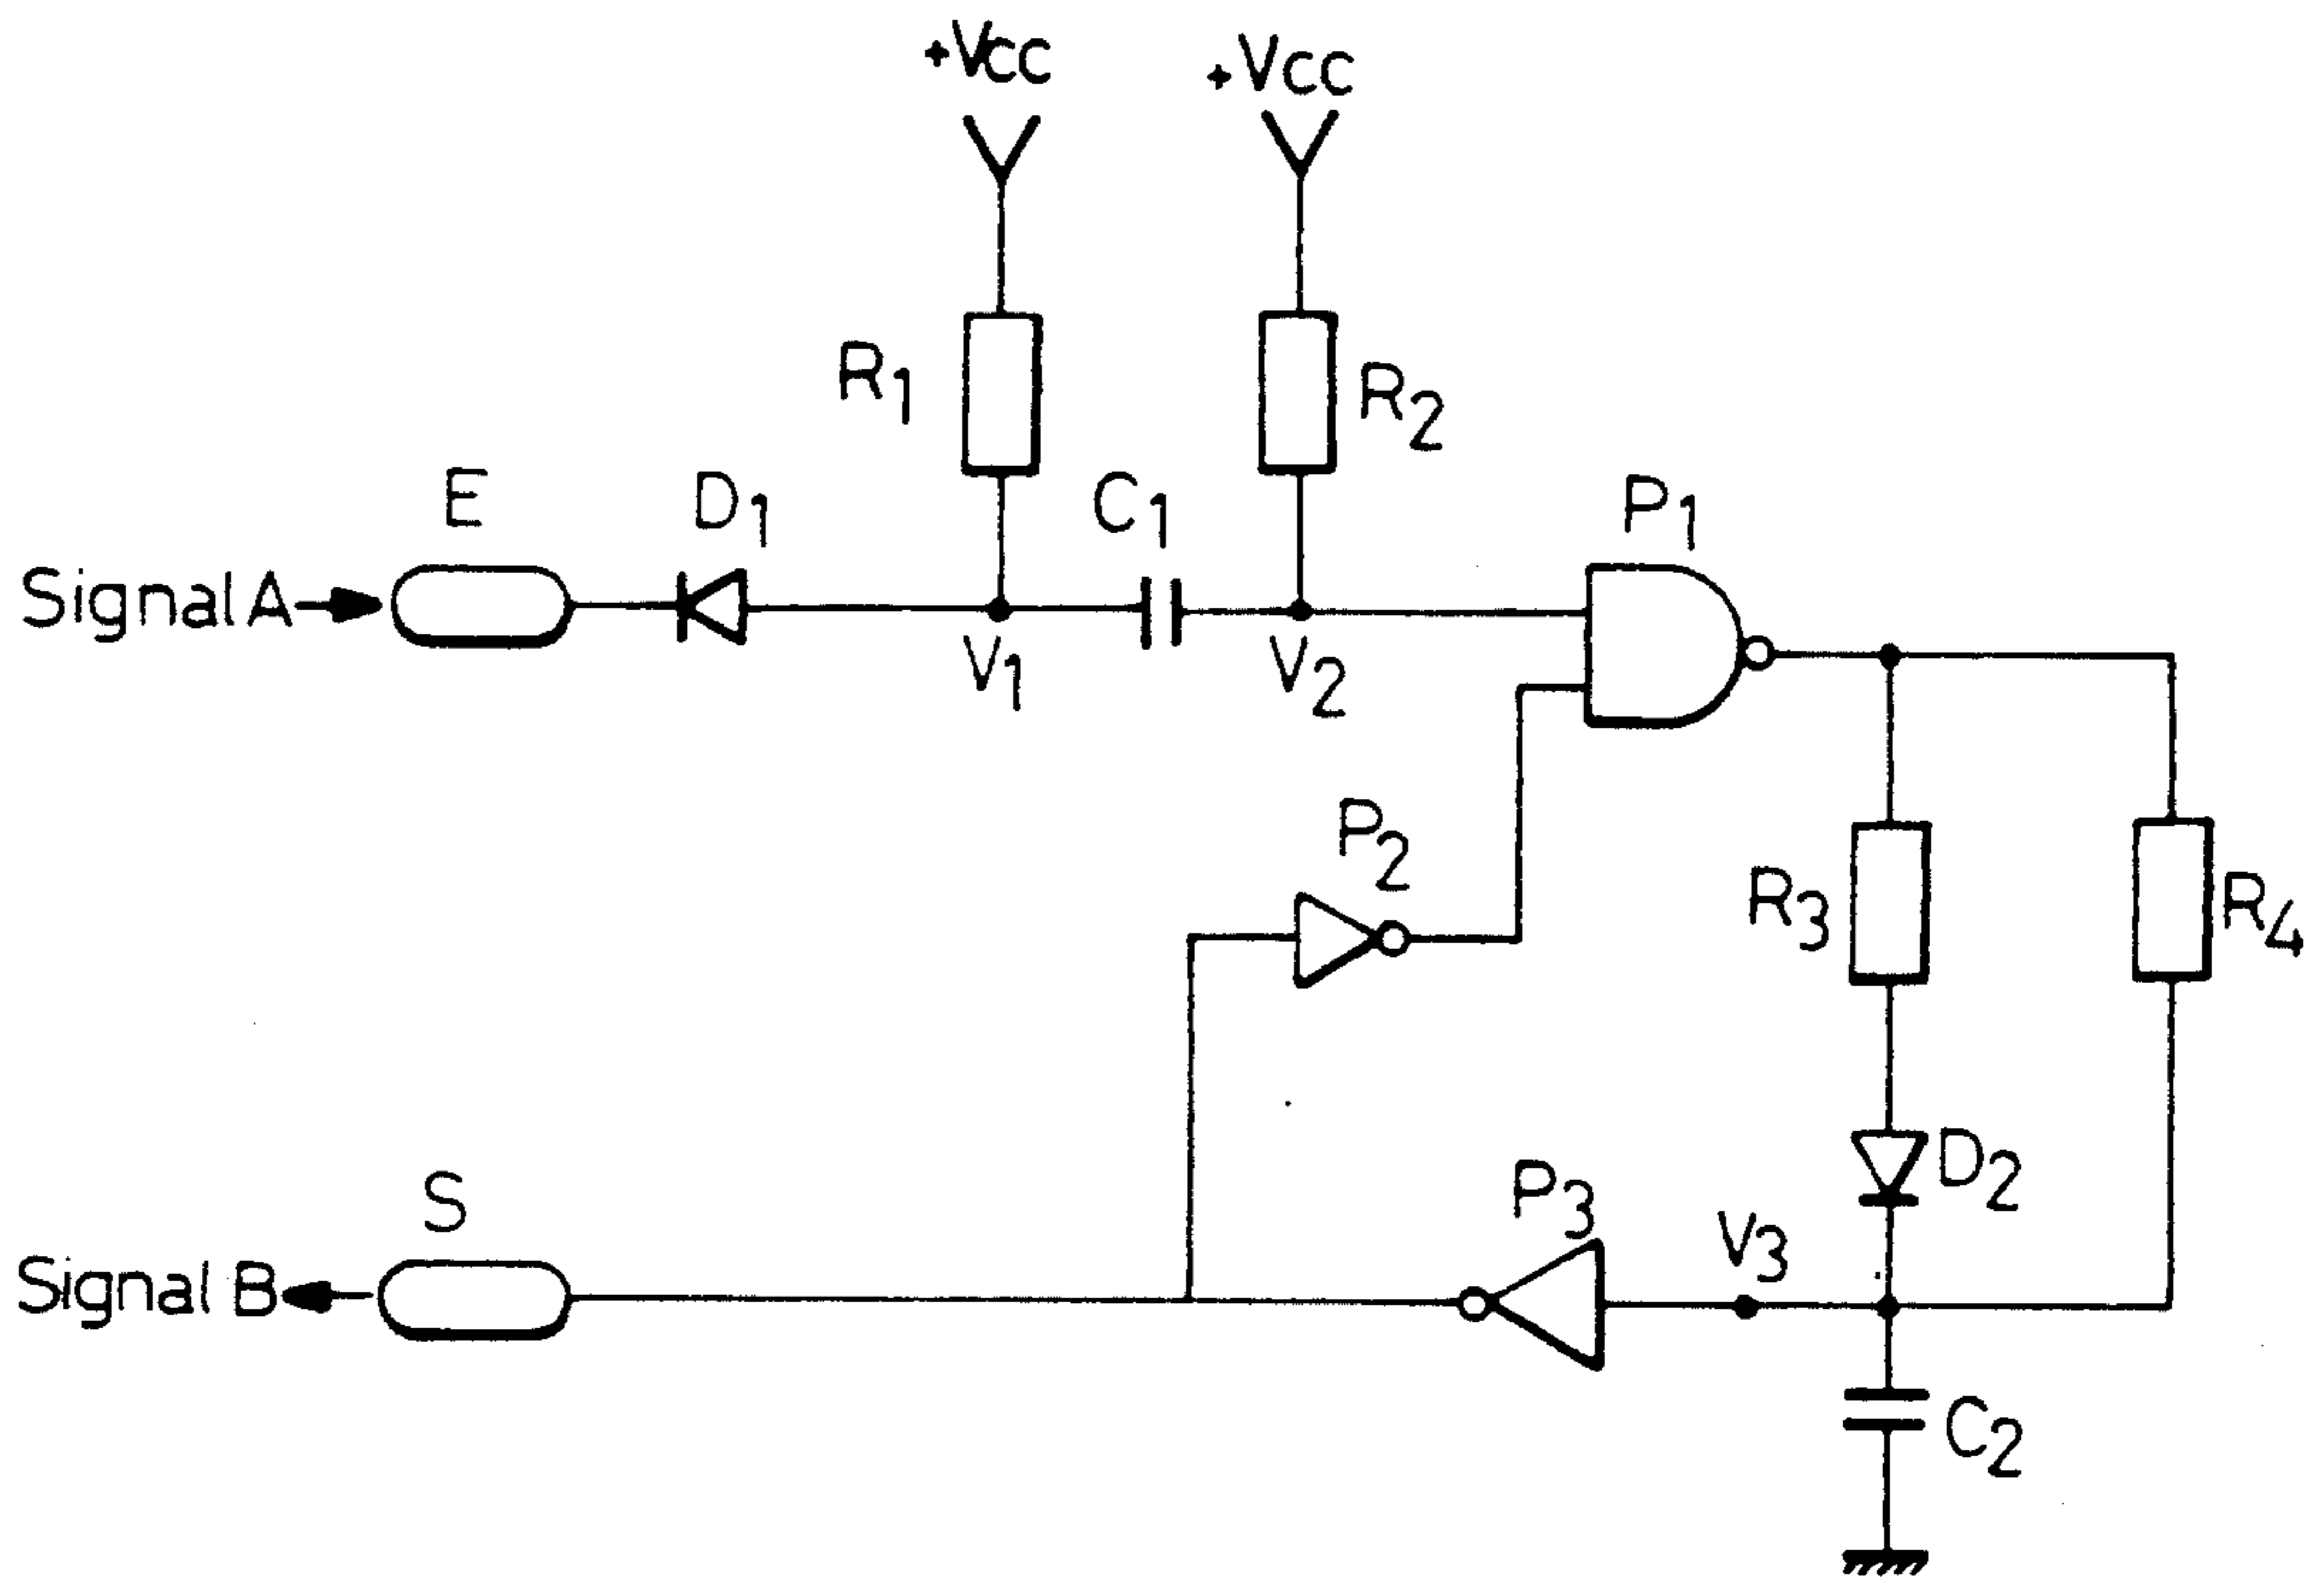 +Vcc
+Vcc
R1
R2
E
D1
C1
P1
Signal A
V1
V2
P2
R3
R4
D2
S
P3
V3
Signal B
C2